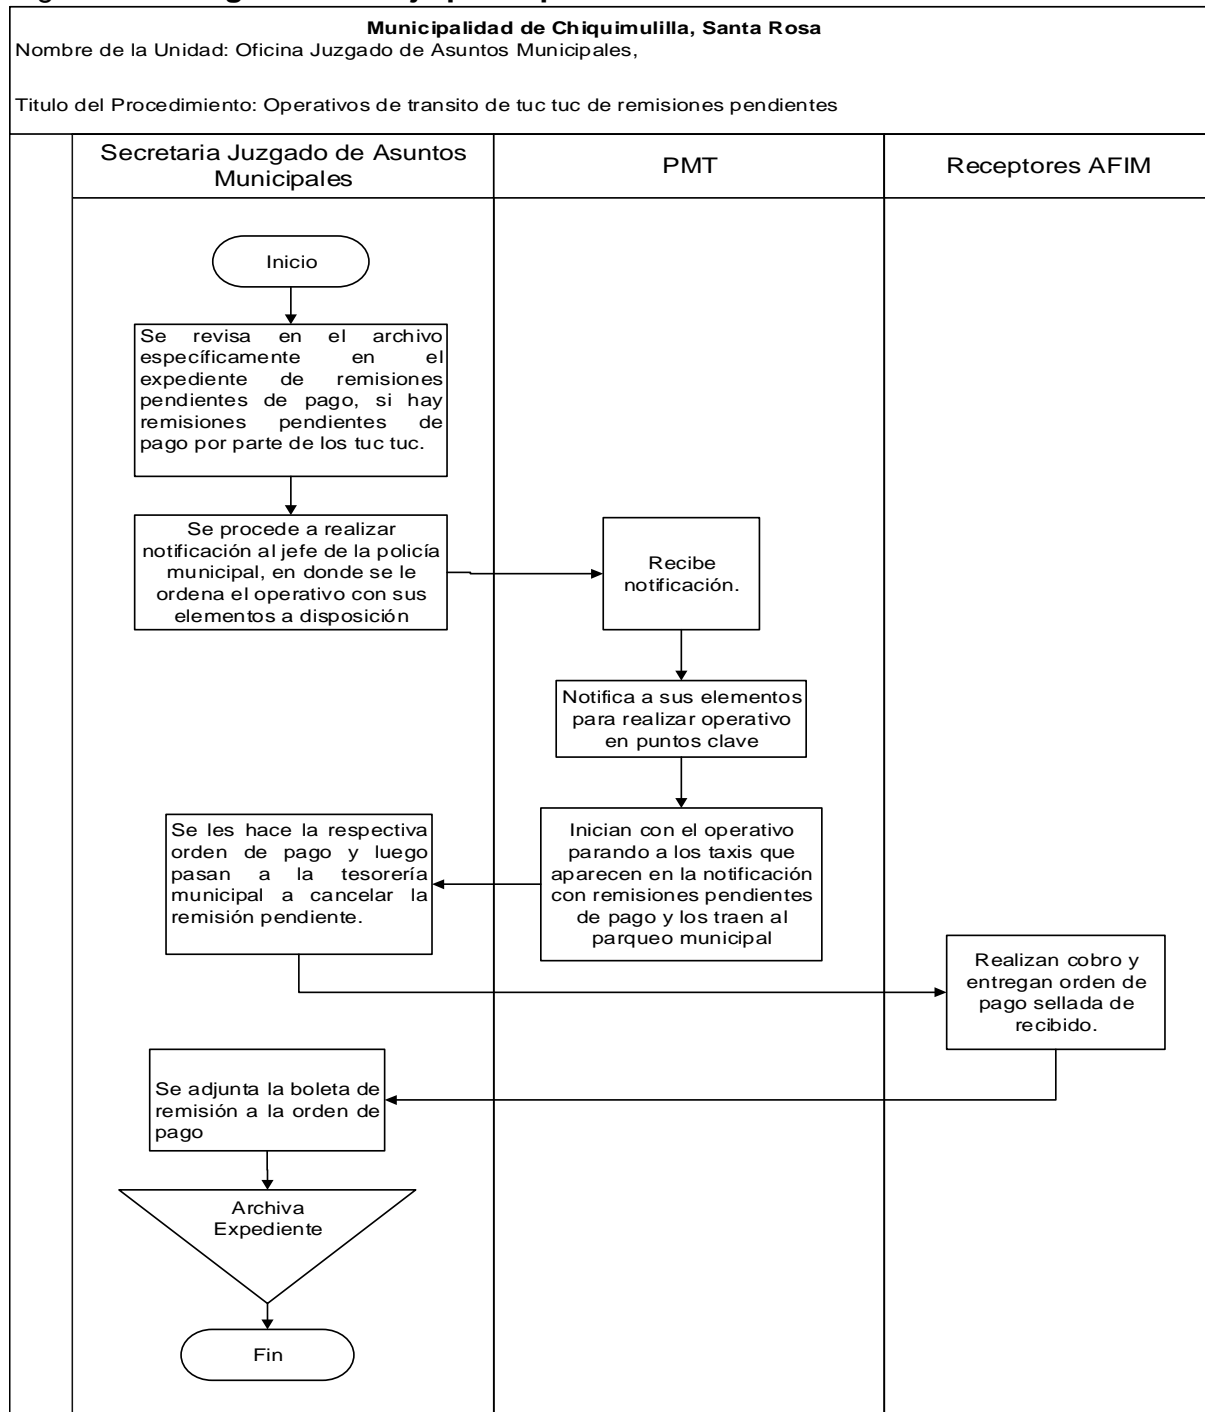 Municipalidad de Chiquimulilla, Santa Rosa
Nombre de la Unidad: Oficina Juzgado de Asuntos Municipales,
Titulo del Procedimiento: Operativos de transito de tuc tuc de remisiones pendientes
Secretaria Juzgado de Asuntos
Municipales
PMT
Receptores AFIM
Inicio
Se revisa en el archivo
específicamente en el
expediente de remisiones
pendientes de pago, si hay
remisiones pendientes de
pago por parte de los tuc tuc.
Se procede a realizar
notificación al jefe de la policía
municipal, en donde se le
ordena el operativo con sus
elementos a disposición
Recibe
notificación.
Notifica a sus elementos
para realizar operativo
en puntos clave
Inician con el operativo
parando a los taxis que
aparecen en la notificación
con remisiones pendientes
de pago y los traen al
parqueo municipal
Se les hace la respectiva
orden de pago y luego
pasan a la tesorería
municipal a cancelar la
remisión pendiente.
Realizan cobro y
entregan orden de
pago sellada de
recibido.
Se adjunta la boleta de
remisión a la orden de
pago
Archiva
Expediente
Fin